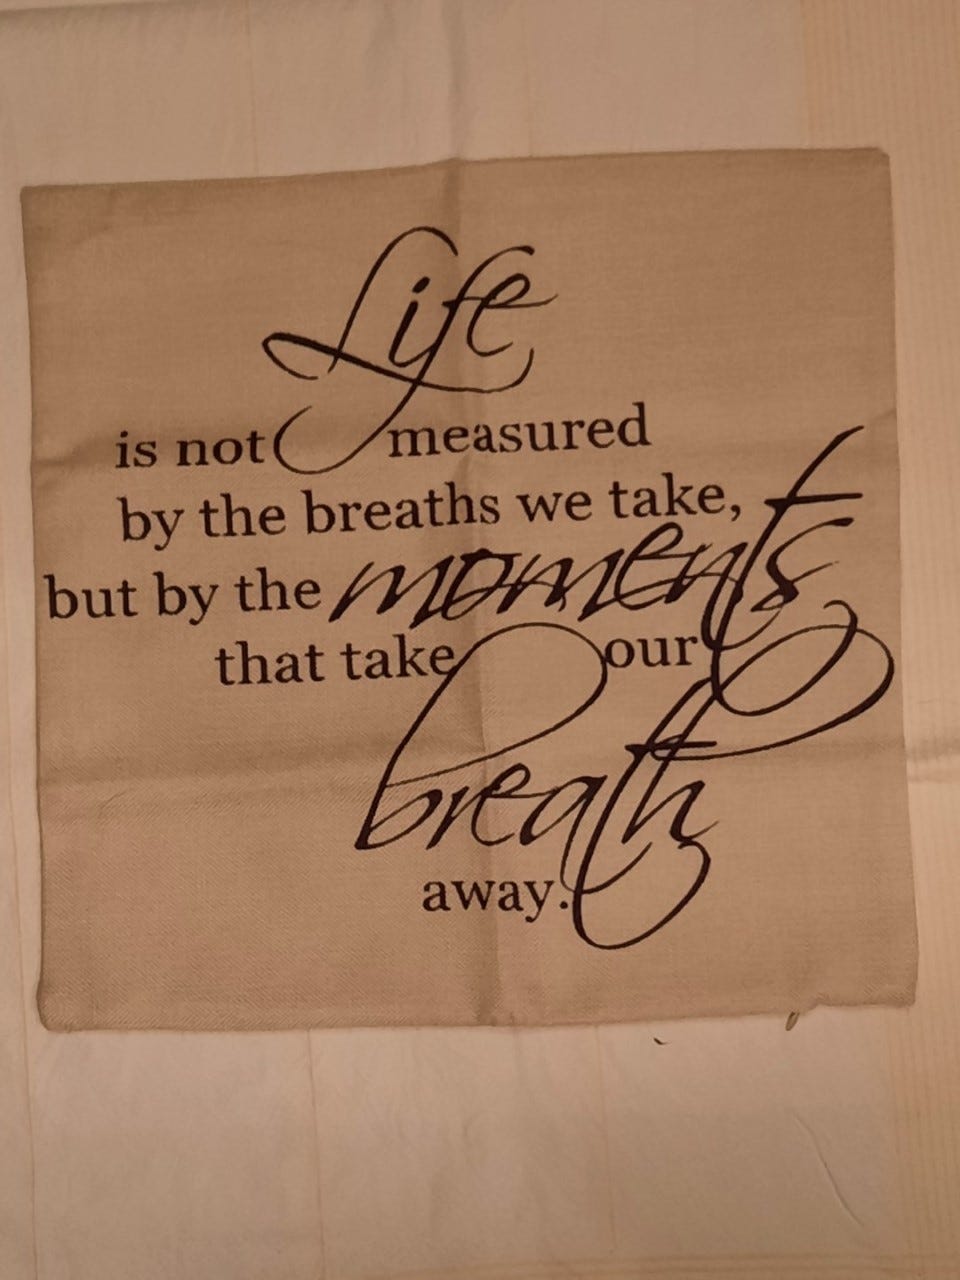 Life
is not measured
by the breaths we take,
but by the moments
that take our
breath
away.